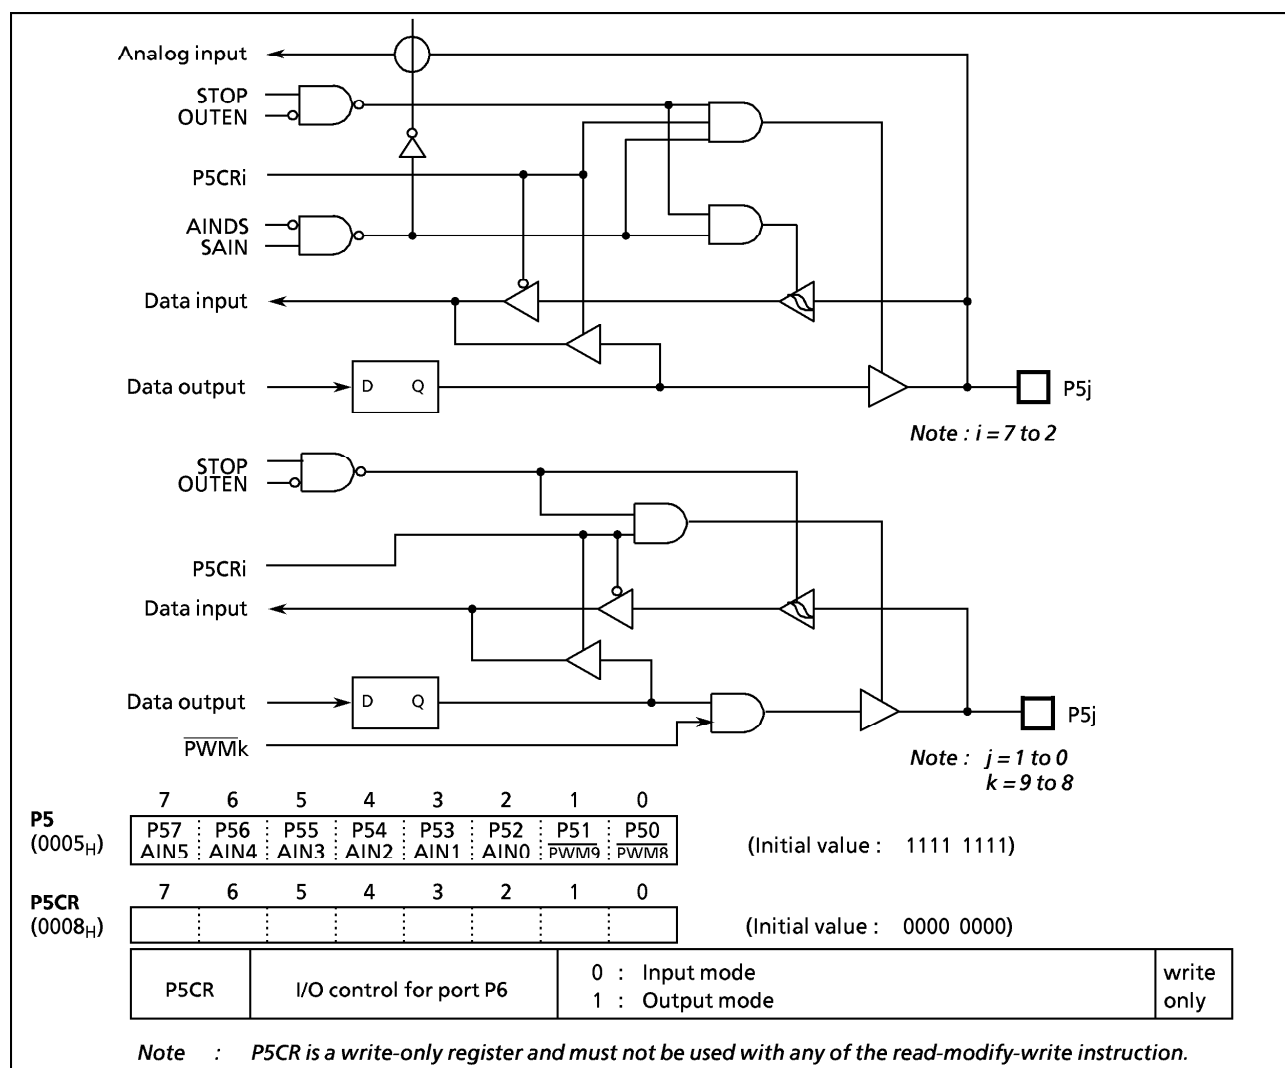 Analog input
STOP
OUTEN
P5CRi
AINDS
SAIN
Data input
Data output
D Q
P5j
Note : i = 7 to 2
STOP
OUTEN
P5CRi
Data input
Data output
D Q
P5j
PWMk
Note : j = 1 to 0
k = 9 to 8
7 6 5 4 3 2 1 0
P5
(0005H)
P57 P56 P55 P54 P53 P52 P51 P50
AIN5 AIN4 AIN3 AIN2 AIN1 AIN0 PWM9 PWM8
(Initial value : 1111 1111)
7 6 5 4 3 2 1 0
P5CR
(0008H)
(Initial value : 0000 0000)
P5CR
I/O control for port P6
0 : Input mode
1 : Output mode
write
only
Note : P5CR is a write-only register and must not be used with any of the read-modify-write instruction.